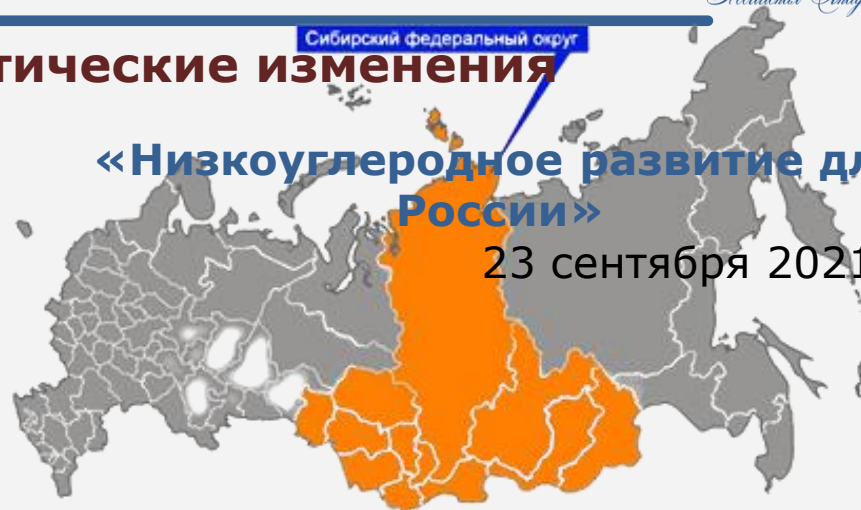 Сибирский федеральный округ
тические изменения
«Низкоуглеродное развитие дл
России»
23 сентября 2021